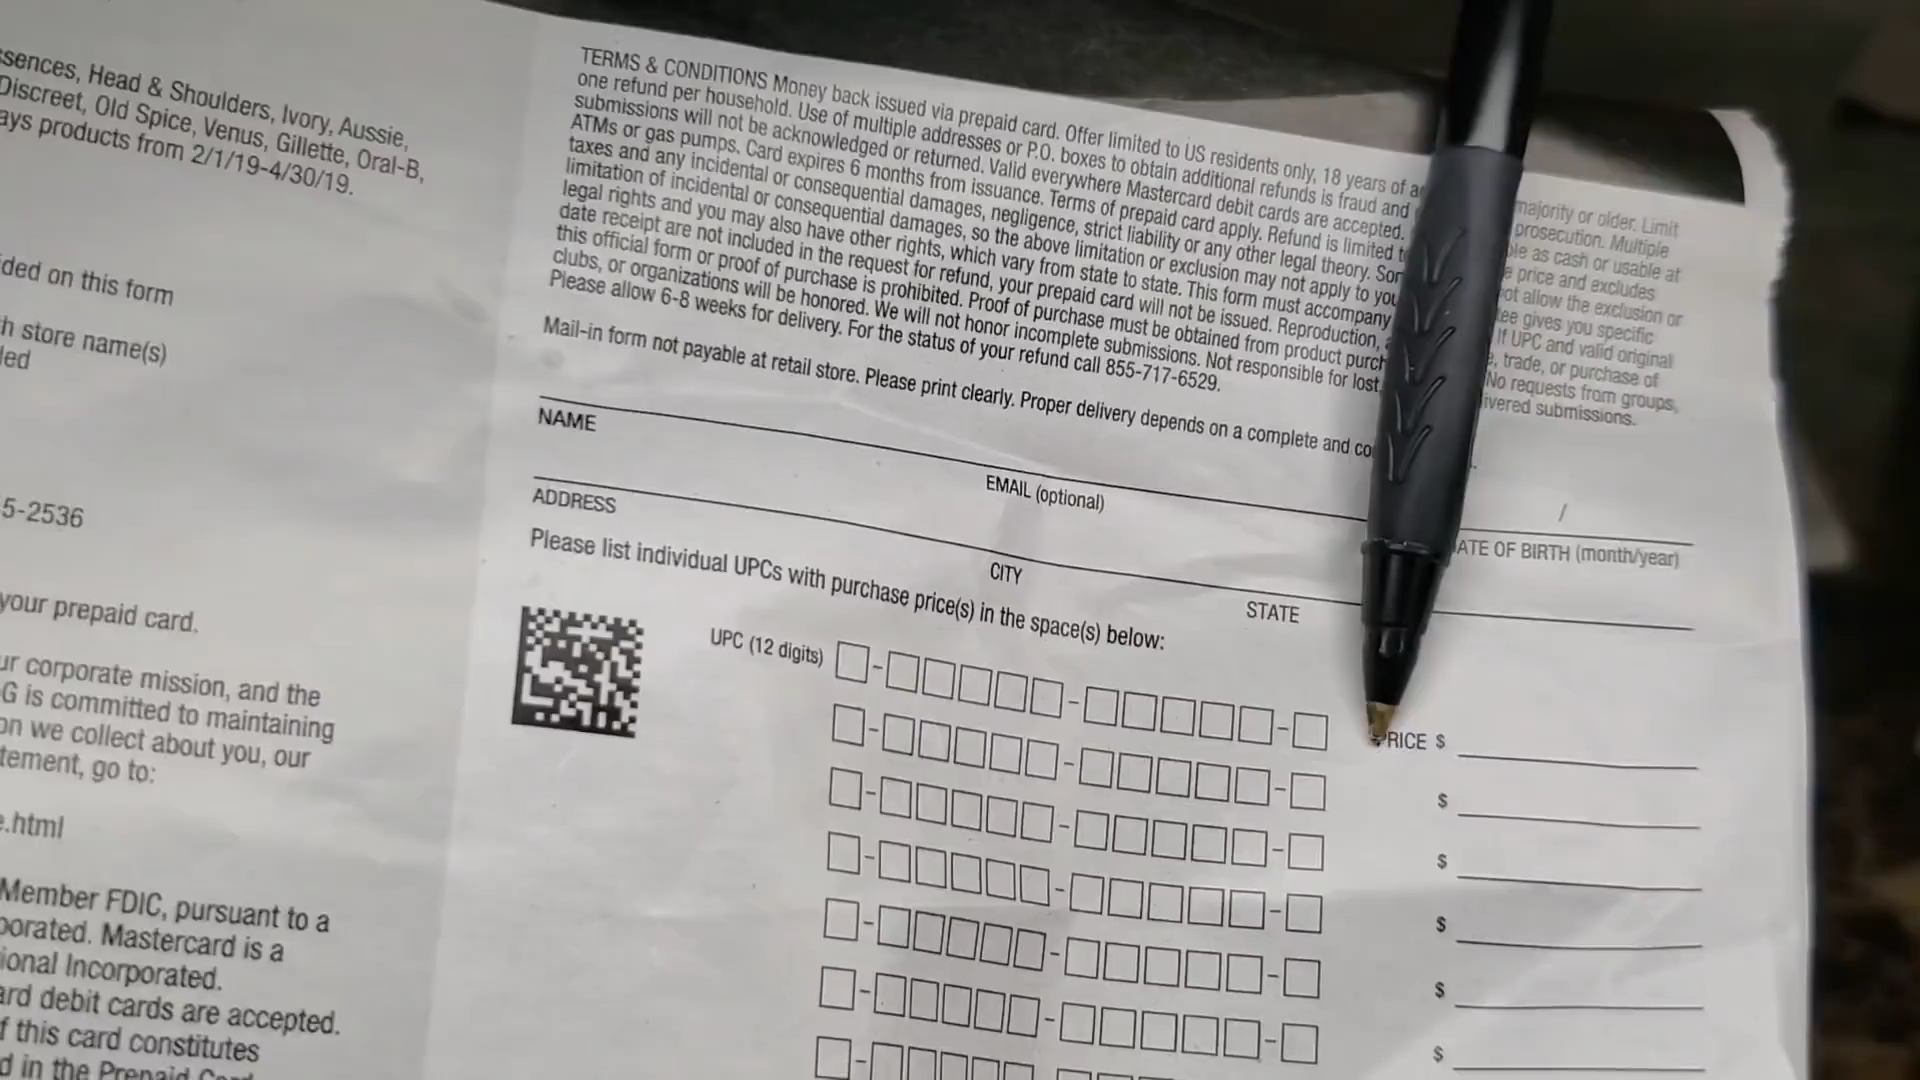 ssences, Head & Shoulders, Ivory, Aussie,
Discreet, Old Spice, Venus, Gillette, Oral-B,
ays products from 2/1/19-4/30/19.
ded on this form
h store name(s)
led
5-2536
your prepaid card.
ur corporate mission, and the
G is committed to maintaining
on we collect about you, our
tement, go to:
e.html
Member FDIC, pursuant to a
porated. Mastercard is a
ional Incorporated.
ard debit cards are accepted.
f this card constitutes
d in the Prepaid Card
TERMS & CONDITIONS Money back issued via prepaid card. Offer limited to US residents only, 18 years of a majority or older. Limit
one refund per household. Use of multiple addresses or P.O. boxes to obtain additional refunds is fraud and prosecution. Multiple
submissions will not be acknowledged or returned. Valid everywhere Mastercard debit cards are accepted. le as cash or usable at
ATMs or gas pumps. Card expires 6 months from issuance. Terms of prepaid card apply. Refund is limited t e price and excludes
taxes and any incidental or consequential damages, negligence, strict liability or any other legal theory. Som ot allow the exclusion or
limitation of incidental or consequential damages, so the above limitation or exclusion may not apply to you tee gives you specific
legal rights and you may also have other rights, which vary from state to state. This form must accompany If UPC and valid original
date receipt are not included in the request for refund, your prepaid card will not be issued. Reproduction, e, trade, or purchase of
this official form or proof of purchase is prohibited. Proof of purchase must be obtained from product purch No requests from groups,
clubs, or organizations will be honored. We will not honor incomplete submissions. Not responsible for lost, ivered submissions.
Please allow 6-8 weeks for delivery. For the status of your refund call 855-717-6529.
Mail-in form not payable at retail store. Please print clearly. Proper delivery depends on a complete and co
/
NAME EMAIL (optional) ATE OF BIRTH (month/year)
ADDRESS CITY STATE
Please list individual UPCs with purchase price(s) in the space(s) below:
UPC (12 digits) - - - PRICE $
- - - $
- - - $
- - - $
- - - $
- - - $
-